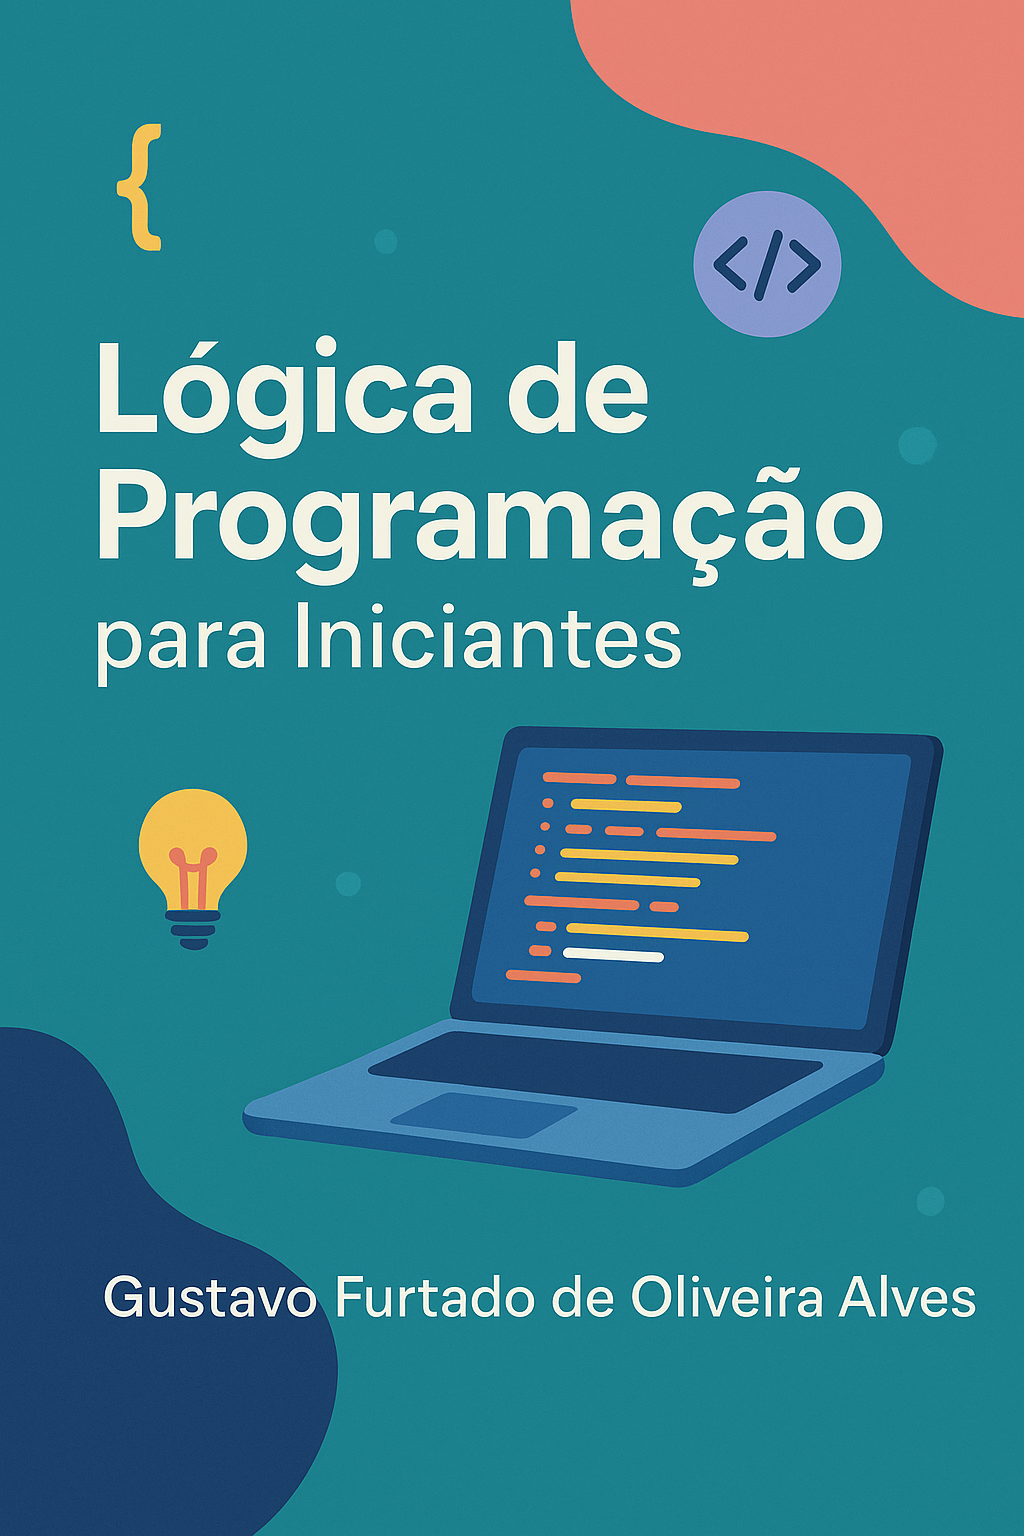 {
</>
Lógica de
Programação
para Iniciantes
Gustavo Furtado de Oliveira Alves